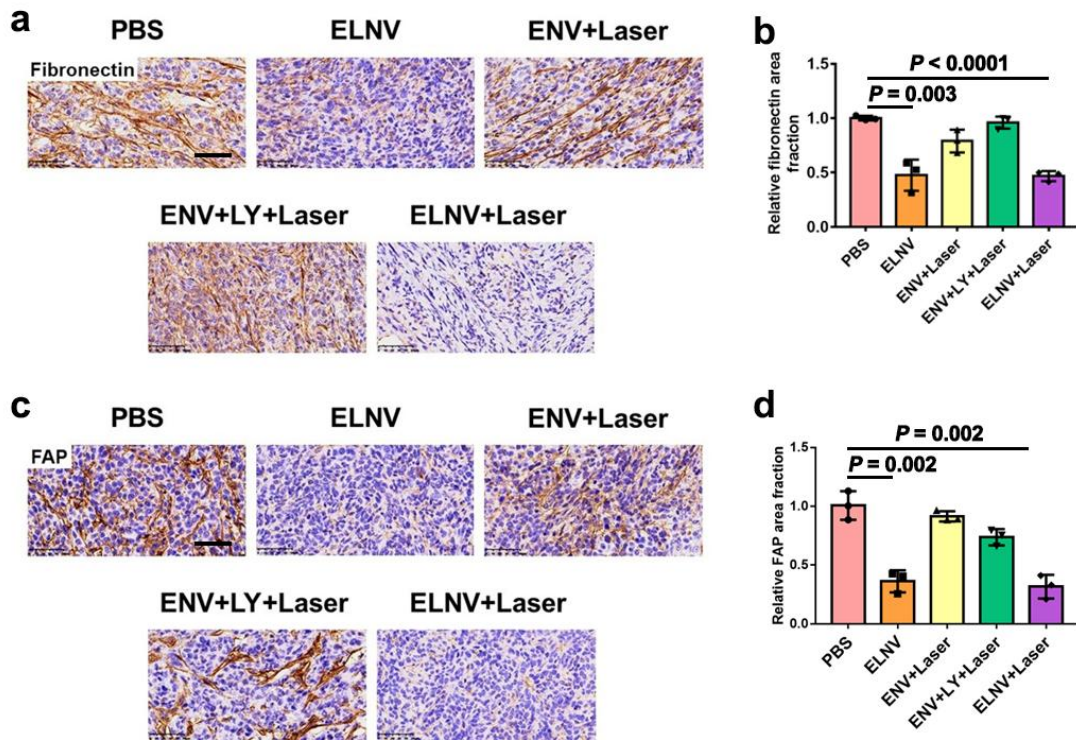 a
PBS
ELNV
ENV+Laser
Fibronectin
ENV+LY+Laser
ELNV+Laser
b
P < 0.0001
P = 0.003
Relative fibronectin area
fraction
1.5
1.0
0.5
0.0
PBS
ELNV
ENV+Laser
ENV+LY+Laser
ELNV+Laser
c
PBS
ELNV
ENV+Laser
FAP
ENV+LY+Laser
ELNV+Laser
d
P = 0.002
P = 0.002
Relative FAP area fraction
1.5
1.0
0.5
0.0
PBS
ELNV
ENV+Laser
ENV+LY+Laser
ELNV+Laser